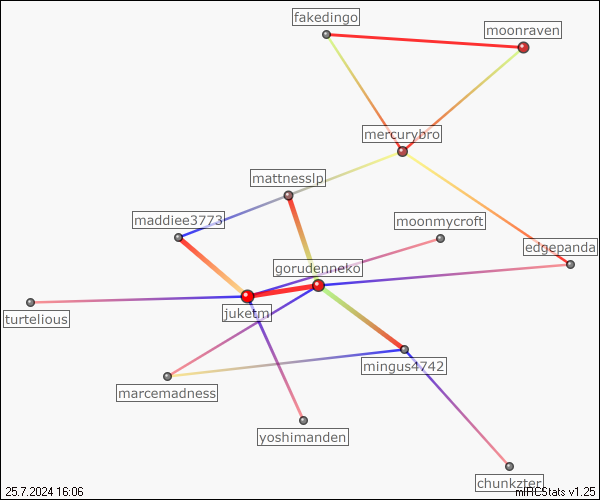 fakedingo
moonraven
mercurybro
mattnesslp
maddiee3773
moonmycroft
edgepanda
gorudenneko
turtelious
juketm
mingus4742
marcemadness
yoshimanden
chunkzter
25.7.2024 16:06
mIRCStats v1.25